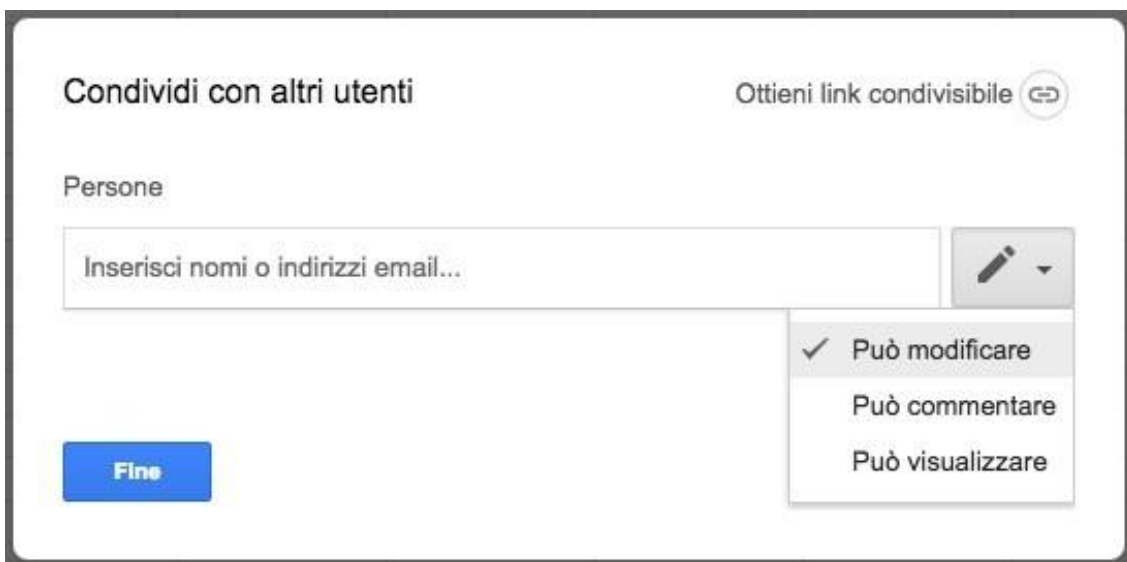 Condividi con altri utenti
Ottieni link condivisibile
Persone
Inserisci nomi o indirizzi email...
Può modificare
Può commentare
Può visualizzare
Fine